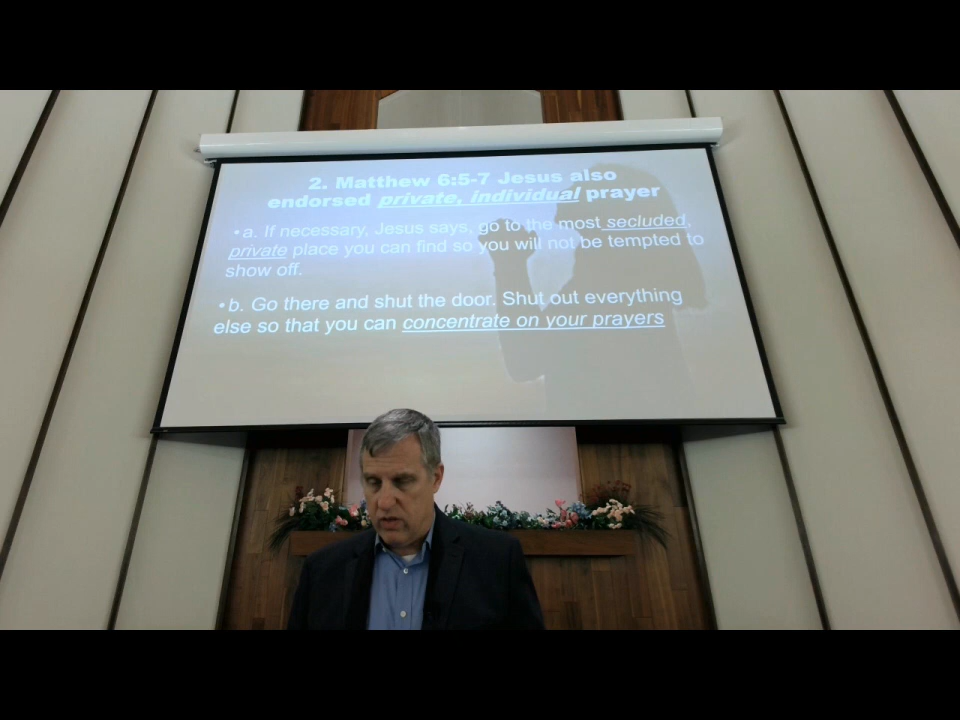 2. Matthew 6:5-7 Jesus also
endorsed private, individual prayer
•a. If necessary, Jesus says, go to the most secluded,
private place you can find so you will not be tempted to
show off.
•b. Go there and shut the door. Shut out everything
else so that you can concentrate on your prayers